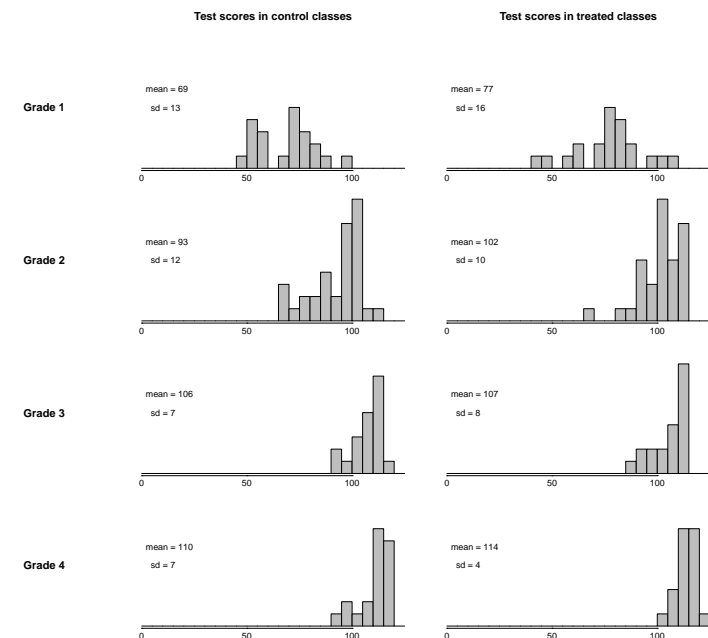 Test scores in control classes
Test scores in treated classes
Grade 1
mean = 69
sd = 13
0 50 100
mean = 77
sd = 16
0 50 100
Grade 2
mean = 93
sd = 12
0 50 100
mean = 102
sd = 10
0 50 100
Grade 3
mean = 106
sd = 7
0 50 100
mean = 107
sd = 8
0 50 100
Grade 4
mean = 110
sd = 7
0 50 100
mean = 114
sd = 4
0 50 100